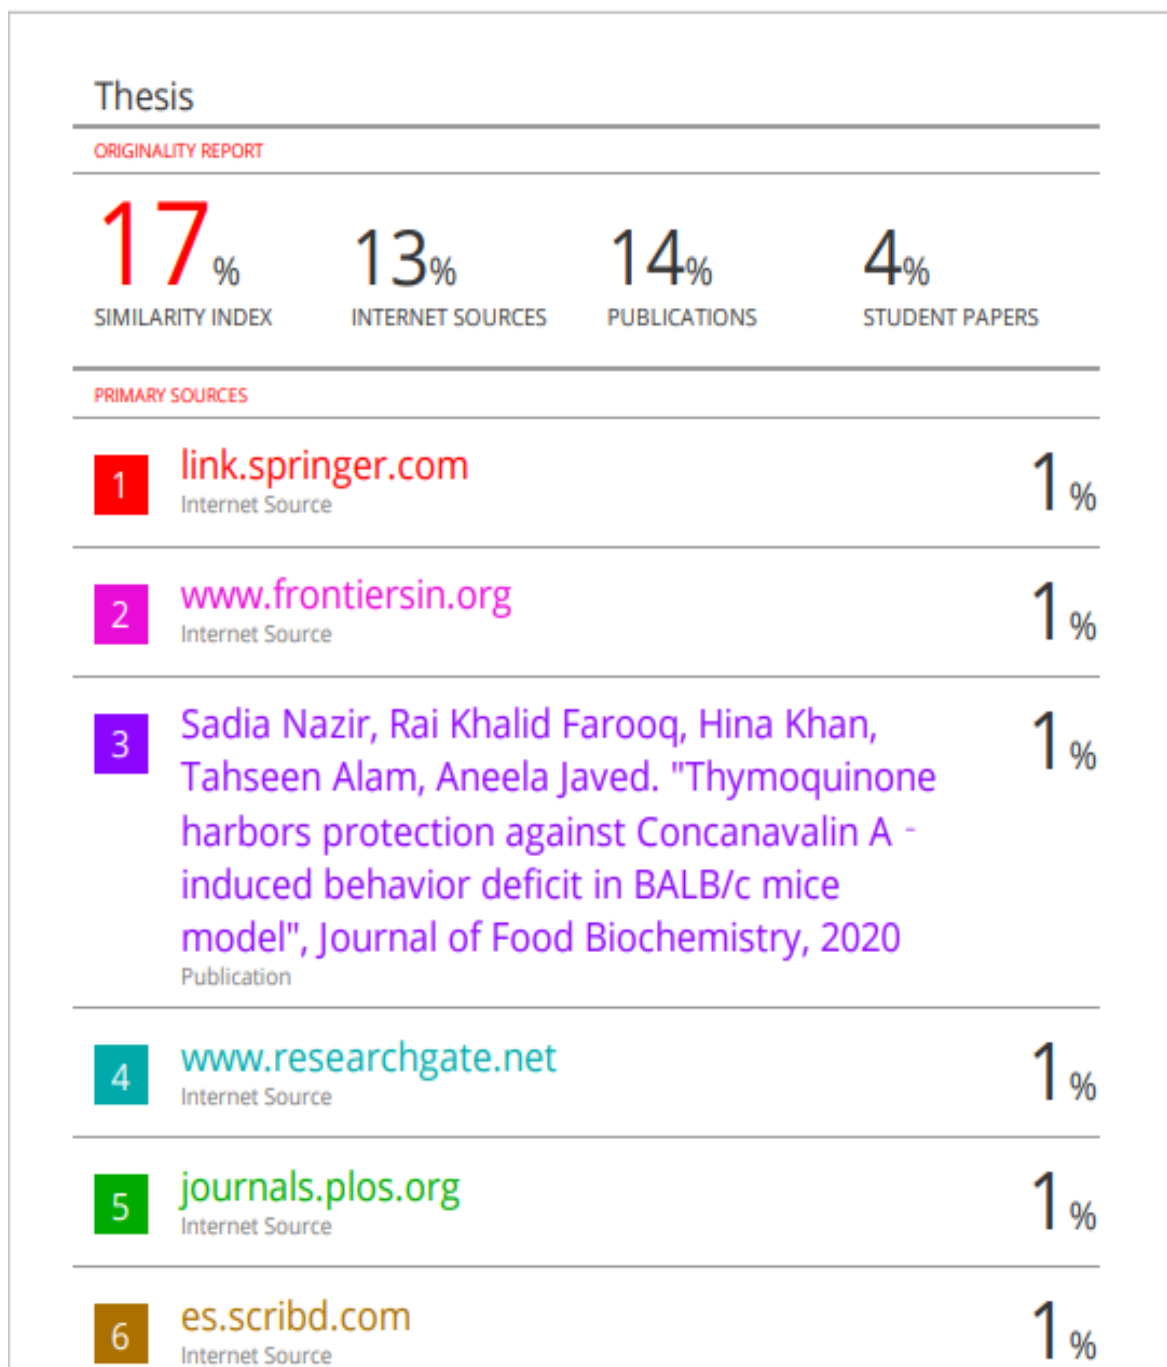 Thesis
ORIGINALITY REPORT
17% 13% 14% 4%
SIMILARITY INDEX INTERNET SOURCES PUBLICATIONS STUDENT PAPERS
PRIMARY SOURCES
1 link.springer.com 1%
Internet Source
2 www.frontiersin.org 1%
Internet Source
3 Sadia Nazir, Rai Khalid Farooq, Hina Khan, 1%
Tahseen Alam, Aneela Javed. "Thymoquinone
harbors protection against Concanavalin A ‐
induced behavior deficit in BALB/c mice
model", Journal of Food Biochemistry, 2020
Publication
4 www.researchgate.net 1%
Internet Source
5 journals.plos.org 1%
Internet Source
6 es.scribd.com 1%
Internet Source